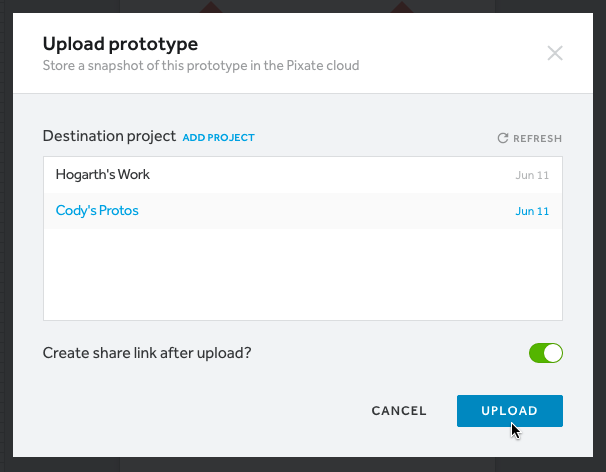 Upload prototype
Store a snapshot of this prototype in the Pixate cloud
Destination project ADD PROJECT REFRESH
Hogarth's Work Jun 11
Cody's Protos Jun 11
Create share link after upload?
CANCEL UPLOAD